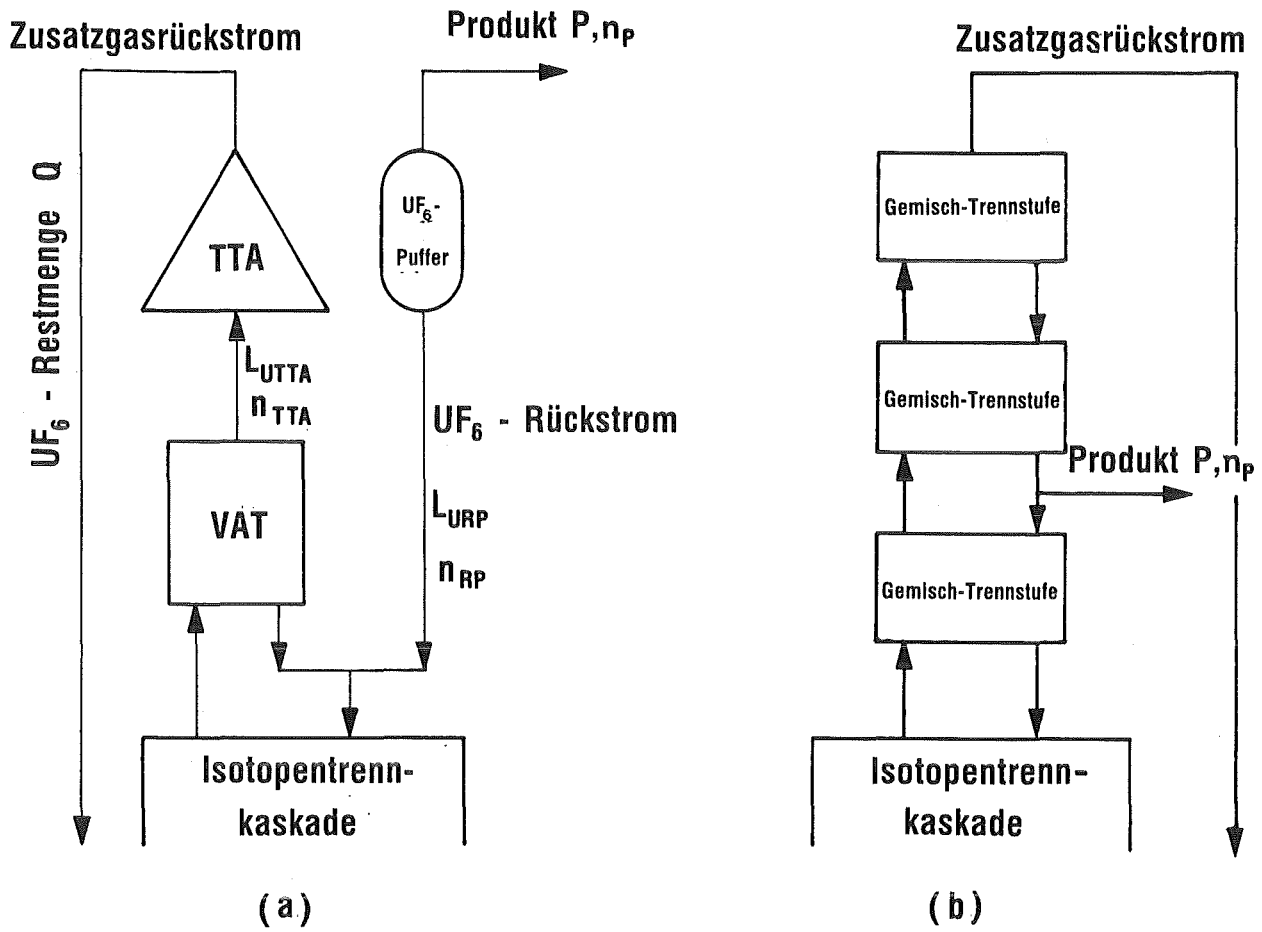 Zusatzgasrückstrom
Produkt P,nP
UF6 - Restmenge Q
TTA
UF6-
Puffer
LUTTA
nTTA
UF6 - Rückstrom
VAT
LURP
nRP
Isotopentrenn-
kaskade
(a)
Zusatzgasrückstrom
Gemisch-Trennstufe
Gemisch-Trennstufe
Produkt P,nP
Gemisch-Trennstufe
Isotopentrenn-
kaskade
(b)